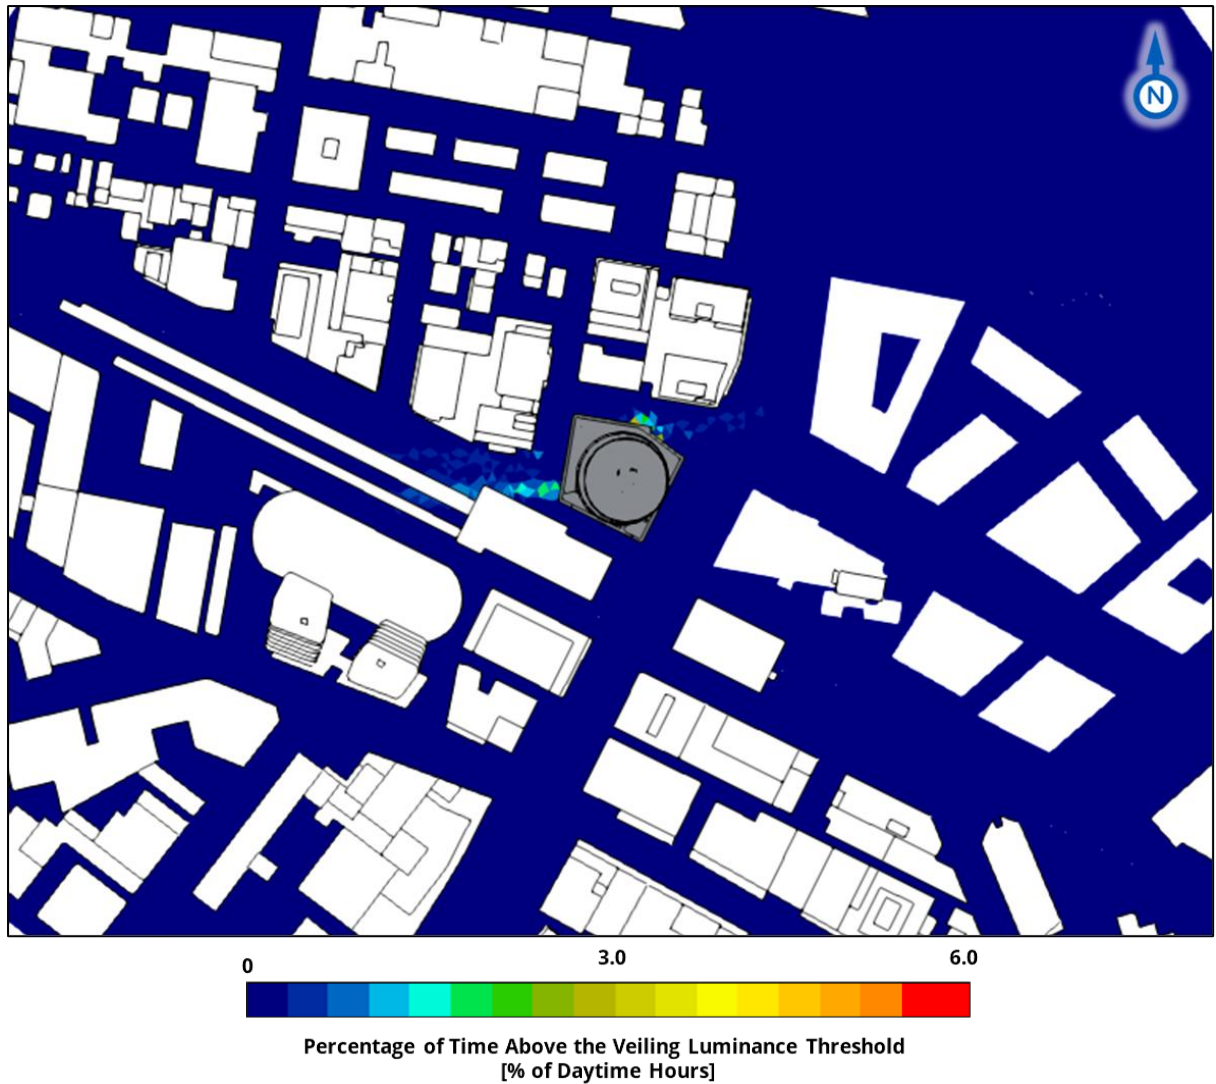 N
0 3.0 6.0
Percentage of Time Above the Veiling Luminance Threshold
[% of Daytime Hours]